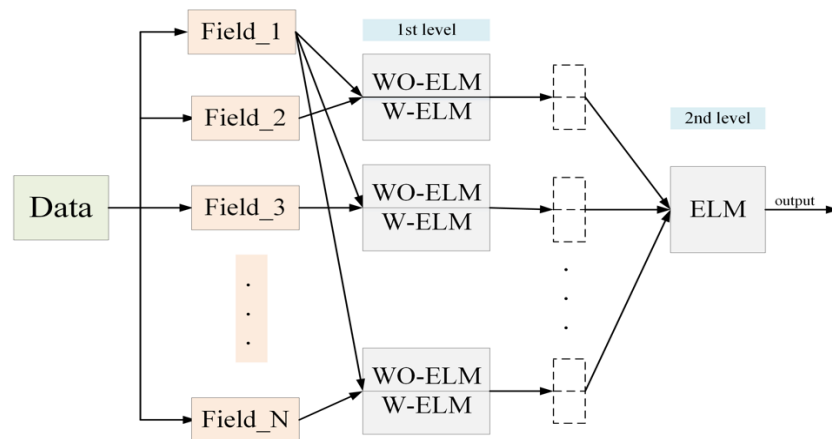 Field_1
1st level
WO-ELM
W-ELM
Field_2
2nd level
Data
Field_3
WO-ELM
W-ELM
ELM
output
WO-ELM
W-ELM
Field_N